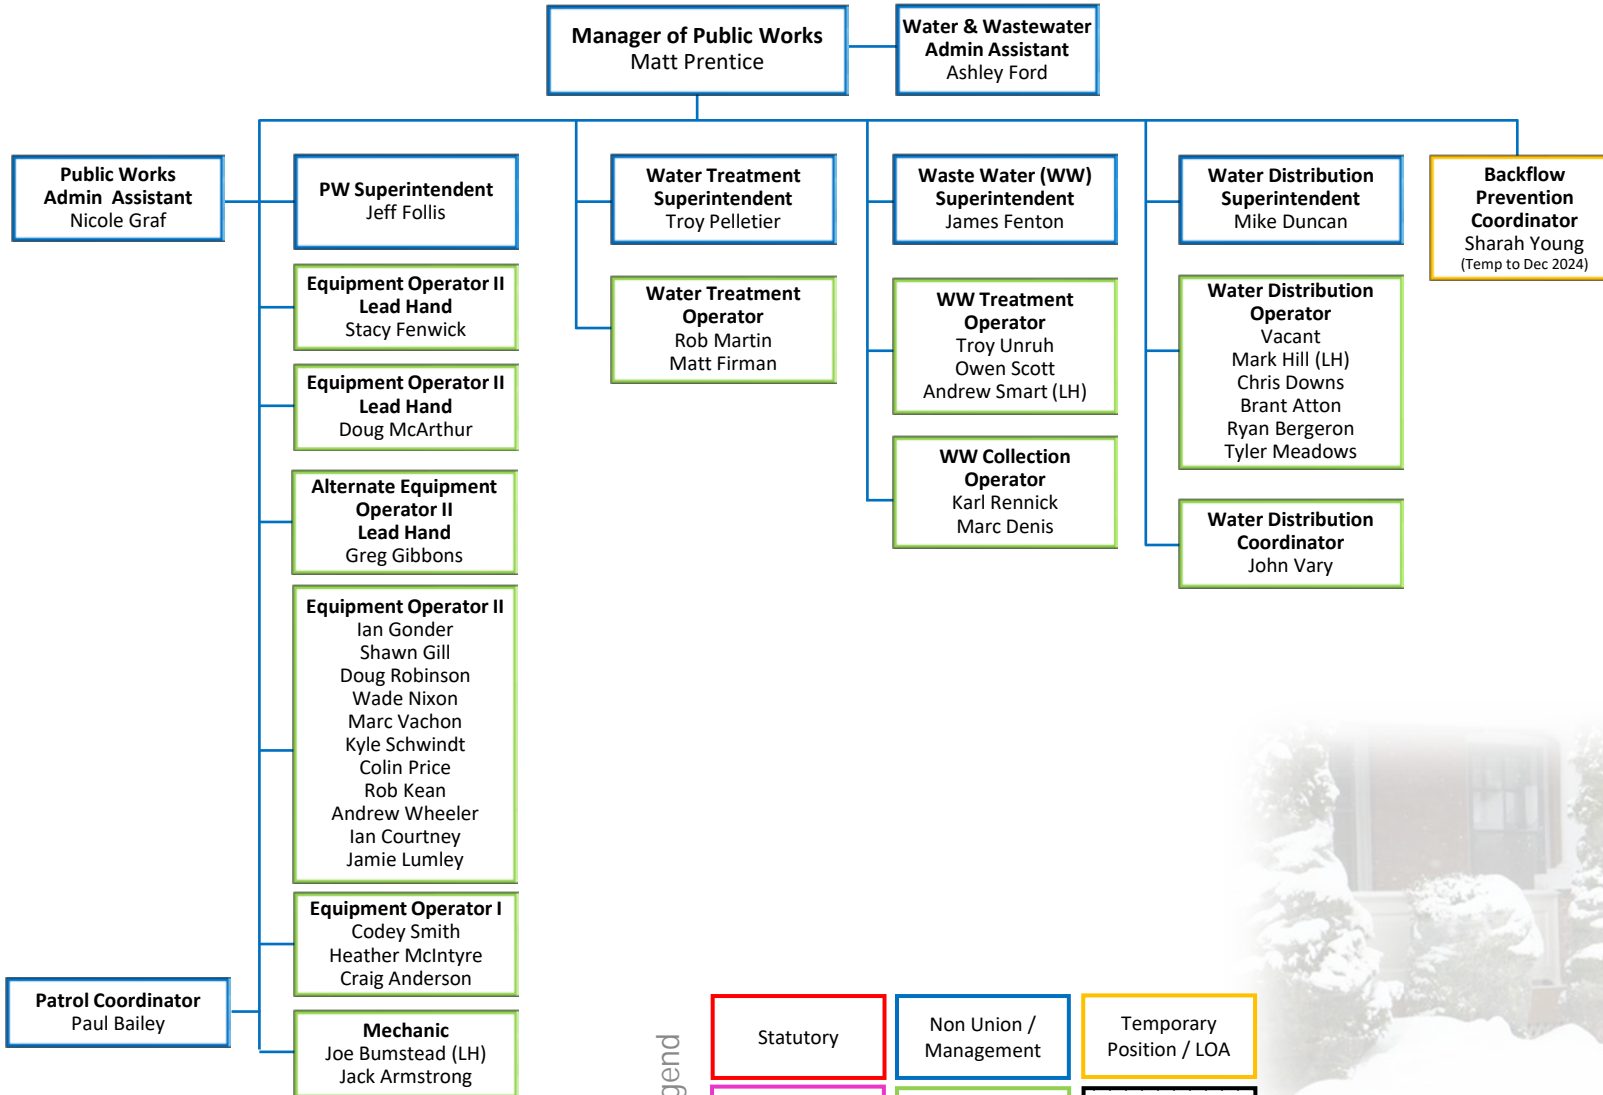 Manager of Public Works
Matt Prentice
Water & Wastewater
Admin Assistant
Ashley Ford
Public Works
Admin Assistant
Nicole Graf
PW Superintendent
Jeff Follis
Equipment Operator II
Lead Hand
Stacy Fenwick
Equipment Operator II
Lead Hand
Doug McArthur
Alternate Equipment
Operator II
Lead Hand
Greg Gibbons
Equipment Operator II
Ian Gonder
Shawn Gill
Doug Robinson
Wade Nixon
Marc Vachon
Kyle Schwindt
Colin Price
Rob Kean
Andrew Wheeler
Ian Courtney
Jamie Lumley
Equipment Operator I
Codey Smith
Heather McIntyre
Craig Anderson
Patrol Coordinator
Paul Bailey
Mechanic
Joe Bumstead (LH)
Jack Armstrong
Water Treatment
Superintendent
Troy Pelletier
Water Treatment
Operator
Rob Martin
Matt Firman
Waste Water (WW)
Superintendent
James Fenton
WW Treatment
Operator
Troy Unruh
Owen Scott
Andrew Smart (LH)
WW Collection
Operator
Karl Rennick
Marc Denis
Water Distribution
Superintendent
Mike Duncan
Water Distribution
Operator
Vacant
Mark Hill (LH)
Chris Downs
Brant Atton
Ryan Bergeron
Tyler Meadows
Water Distribution
Coordinator
John Vary
Backflow
Prevention
Coordinator
Sharah Young
(Temp to Dec 2024)
gend
Statutory
Non Union /
Management
Temporary
Position / LOA